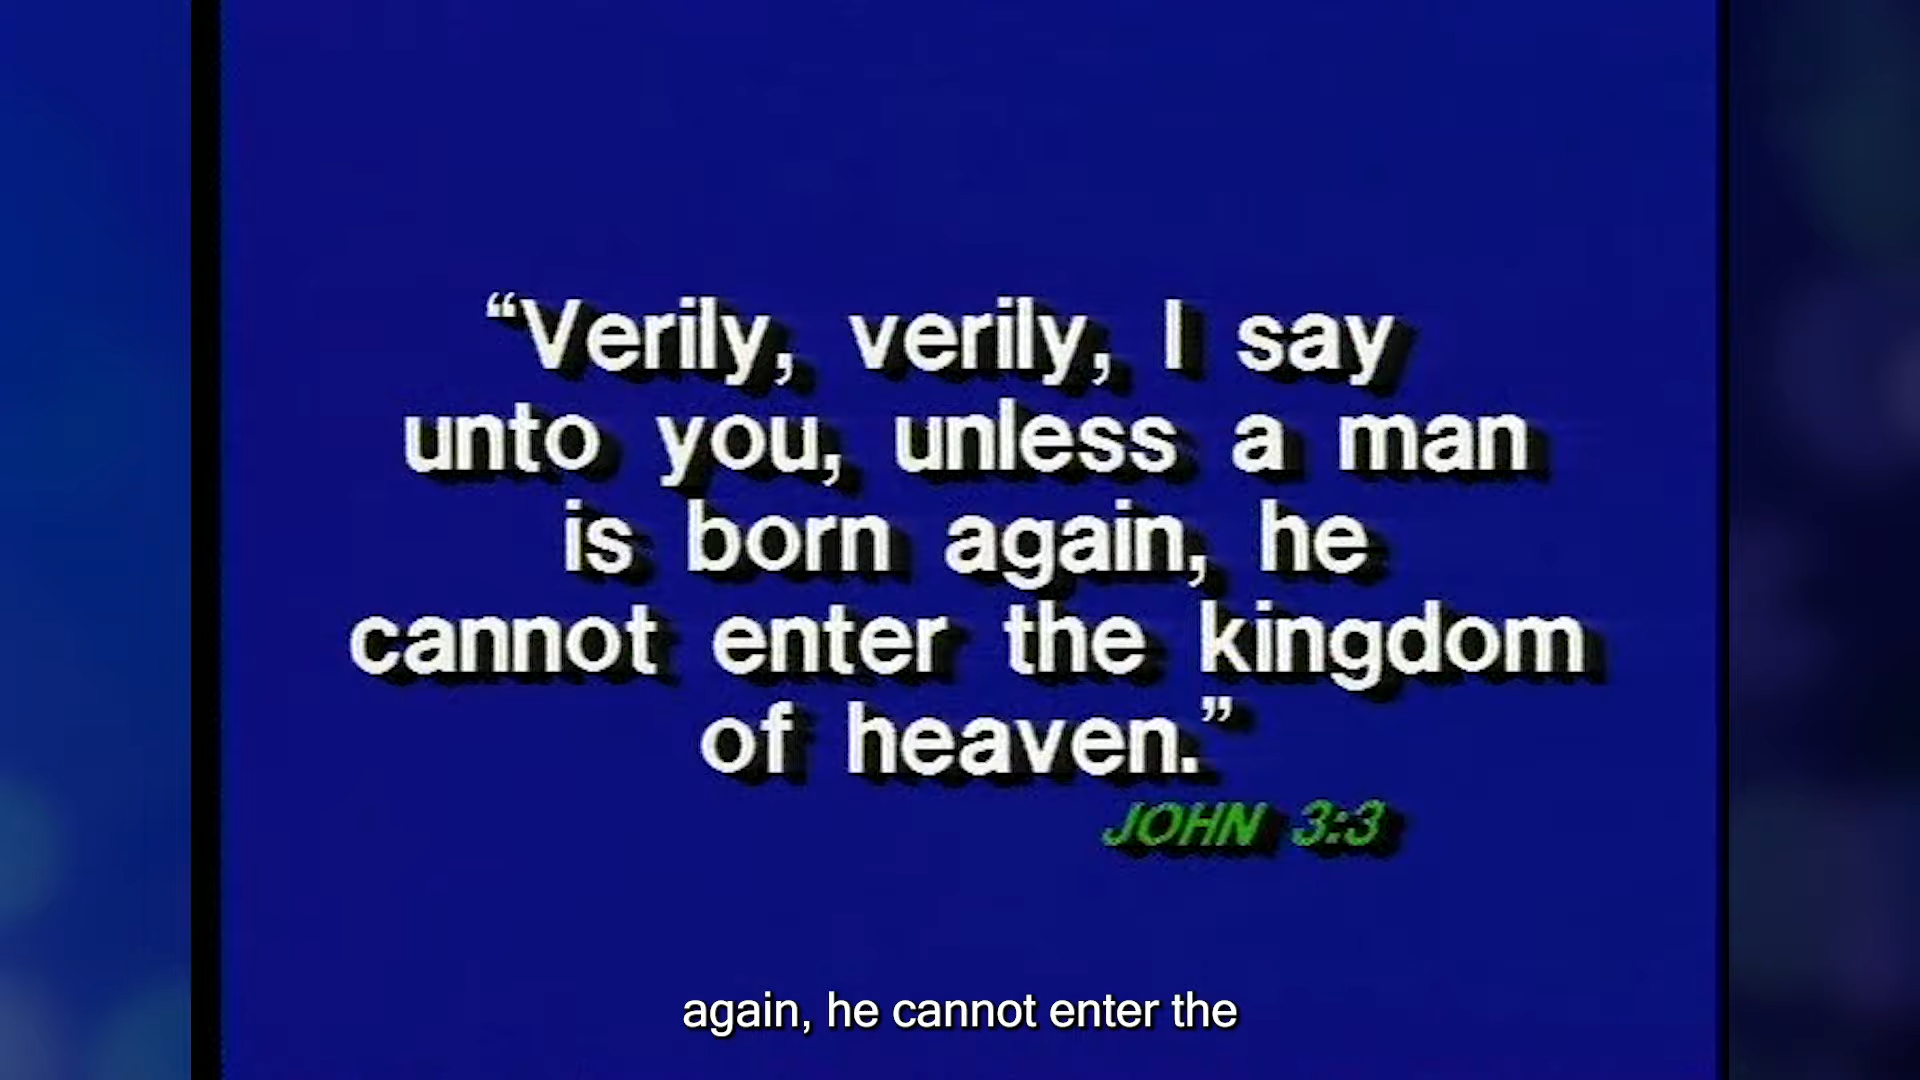 “Verily, verily, I say
unto you, unless a man
is born again, he
cannot enter the kingdom
of heaven.”
JOHN 3:3
again, he cannot enter the